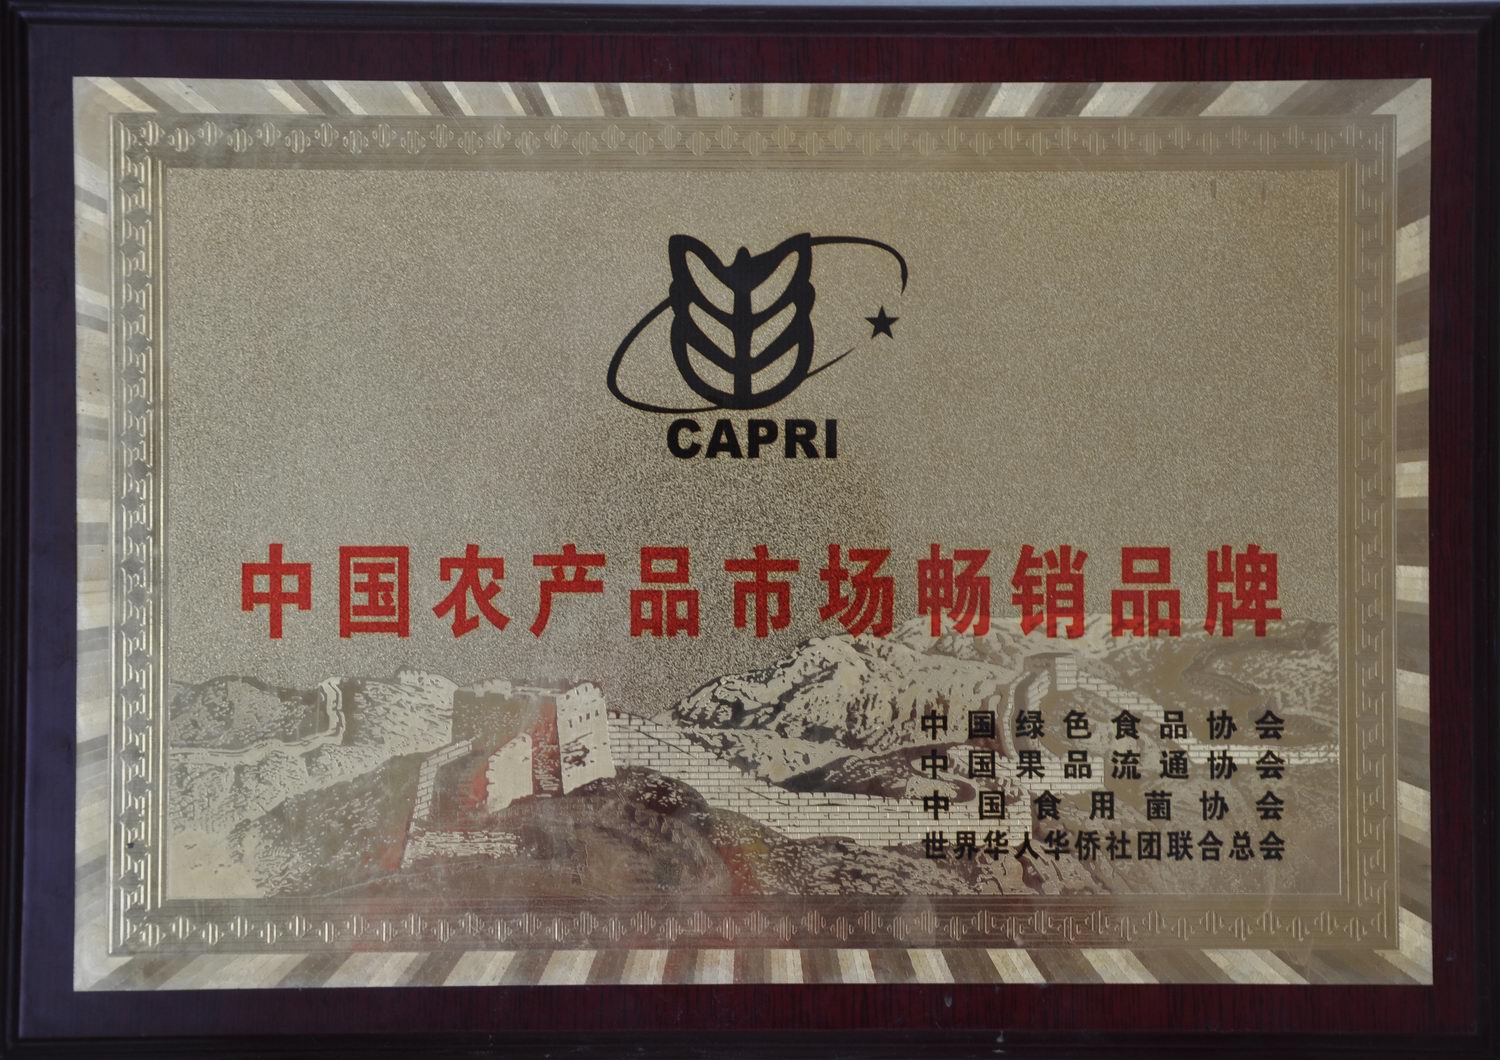 CAPRI
中国农产品市场畅销品牌
中国绿色食品协会
中国果品流通协会
中国食用菌协会
世界华人华侨社团联合总会